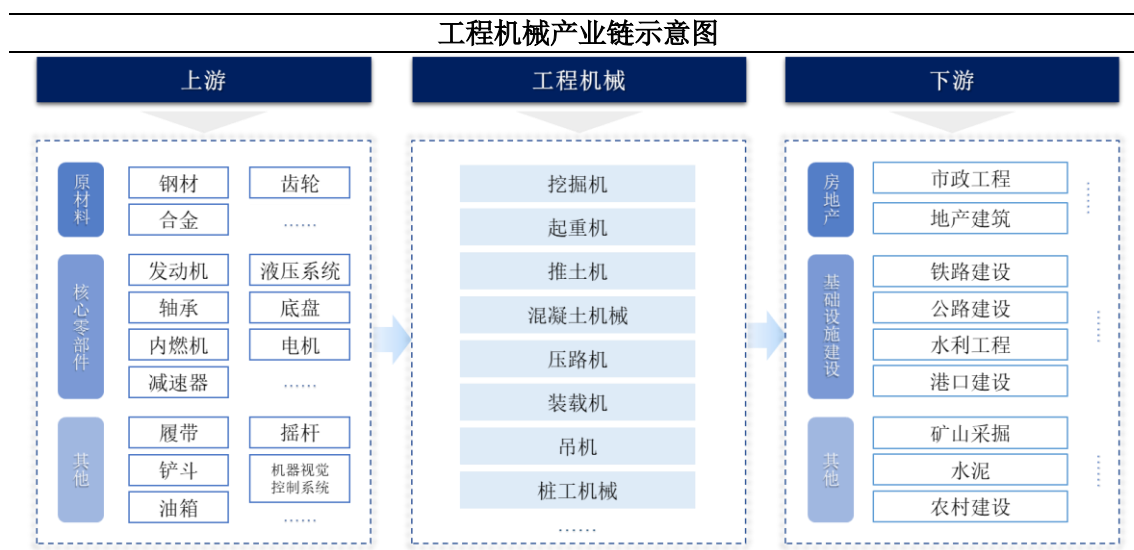 工程机械产业链示意图
上游
工程机械
下游
原材料
钢材
齿轮
合金
……
核心零部件
发动机
液压系统
轴承
底盘
内燃机
电机
减速器
……
其他
履带
摇杆
铲斗
机器视觉
控制系统
油箱
……
挖掘机
起重机
推土机
混凝土机械
压路机
装载机
吊机
桩工机械
……
房地产
市政工程
地产建筑
……
基础设施建设
铁路建设
公路建设
水利工程
港口建设
……
其他
矿山采掘
水泥
农村建设
……